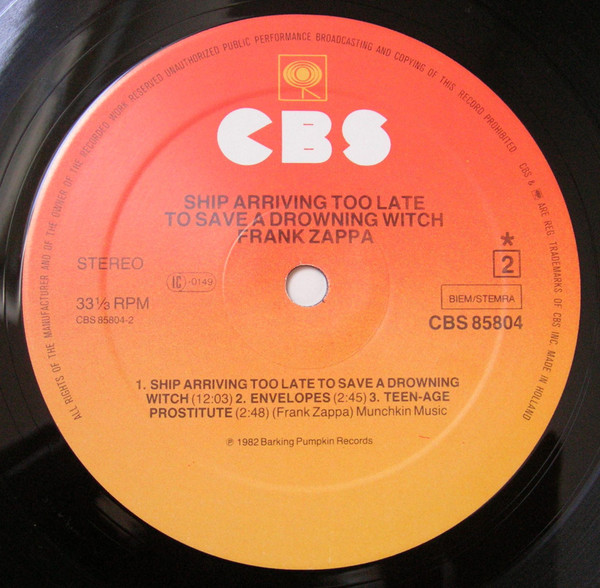 ALL RIGHTS OF THE MANUFACTURER AND OF THE OWNER OF THE RECORDED WORK RESERVED UNAUTHORIZED PUBLIC PERFORMANCE BROADCASTING AND COPYING OF THIS RECORD PROHIBITED
CBS & ARE REG. TRADEMARKS OF CBS INC. MADE IN HOLLAND
CBS
SHIP ARRIVING TOO LATE
TO SAVE A DROWNING WITCH
FRANK ZAPPA
STEREO
IC -0149
*
2
33⅓ RPM
BIEM/STEMRA
CBS 85804-2
CBS 85804
1. SHIP ARRIVING TOO LATE TO SAVE A DROWNING
WITCH (12:03) 2. ENVELOPES (2:45) 3. TEEN-AGE
PROSTITUTE (2:48) (Frank Zappa) Munchkin Music
℗ 1982 Barking Pumpkin Records